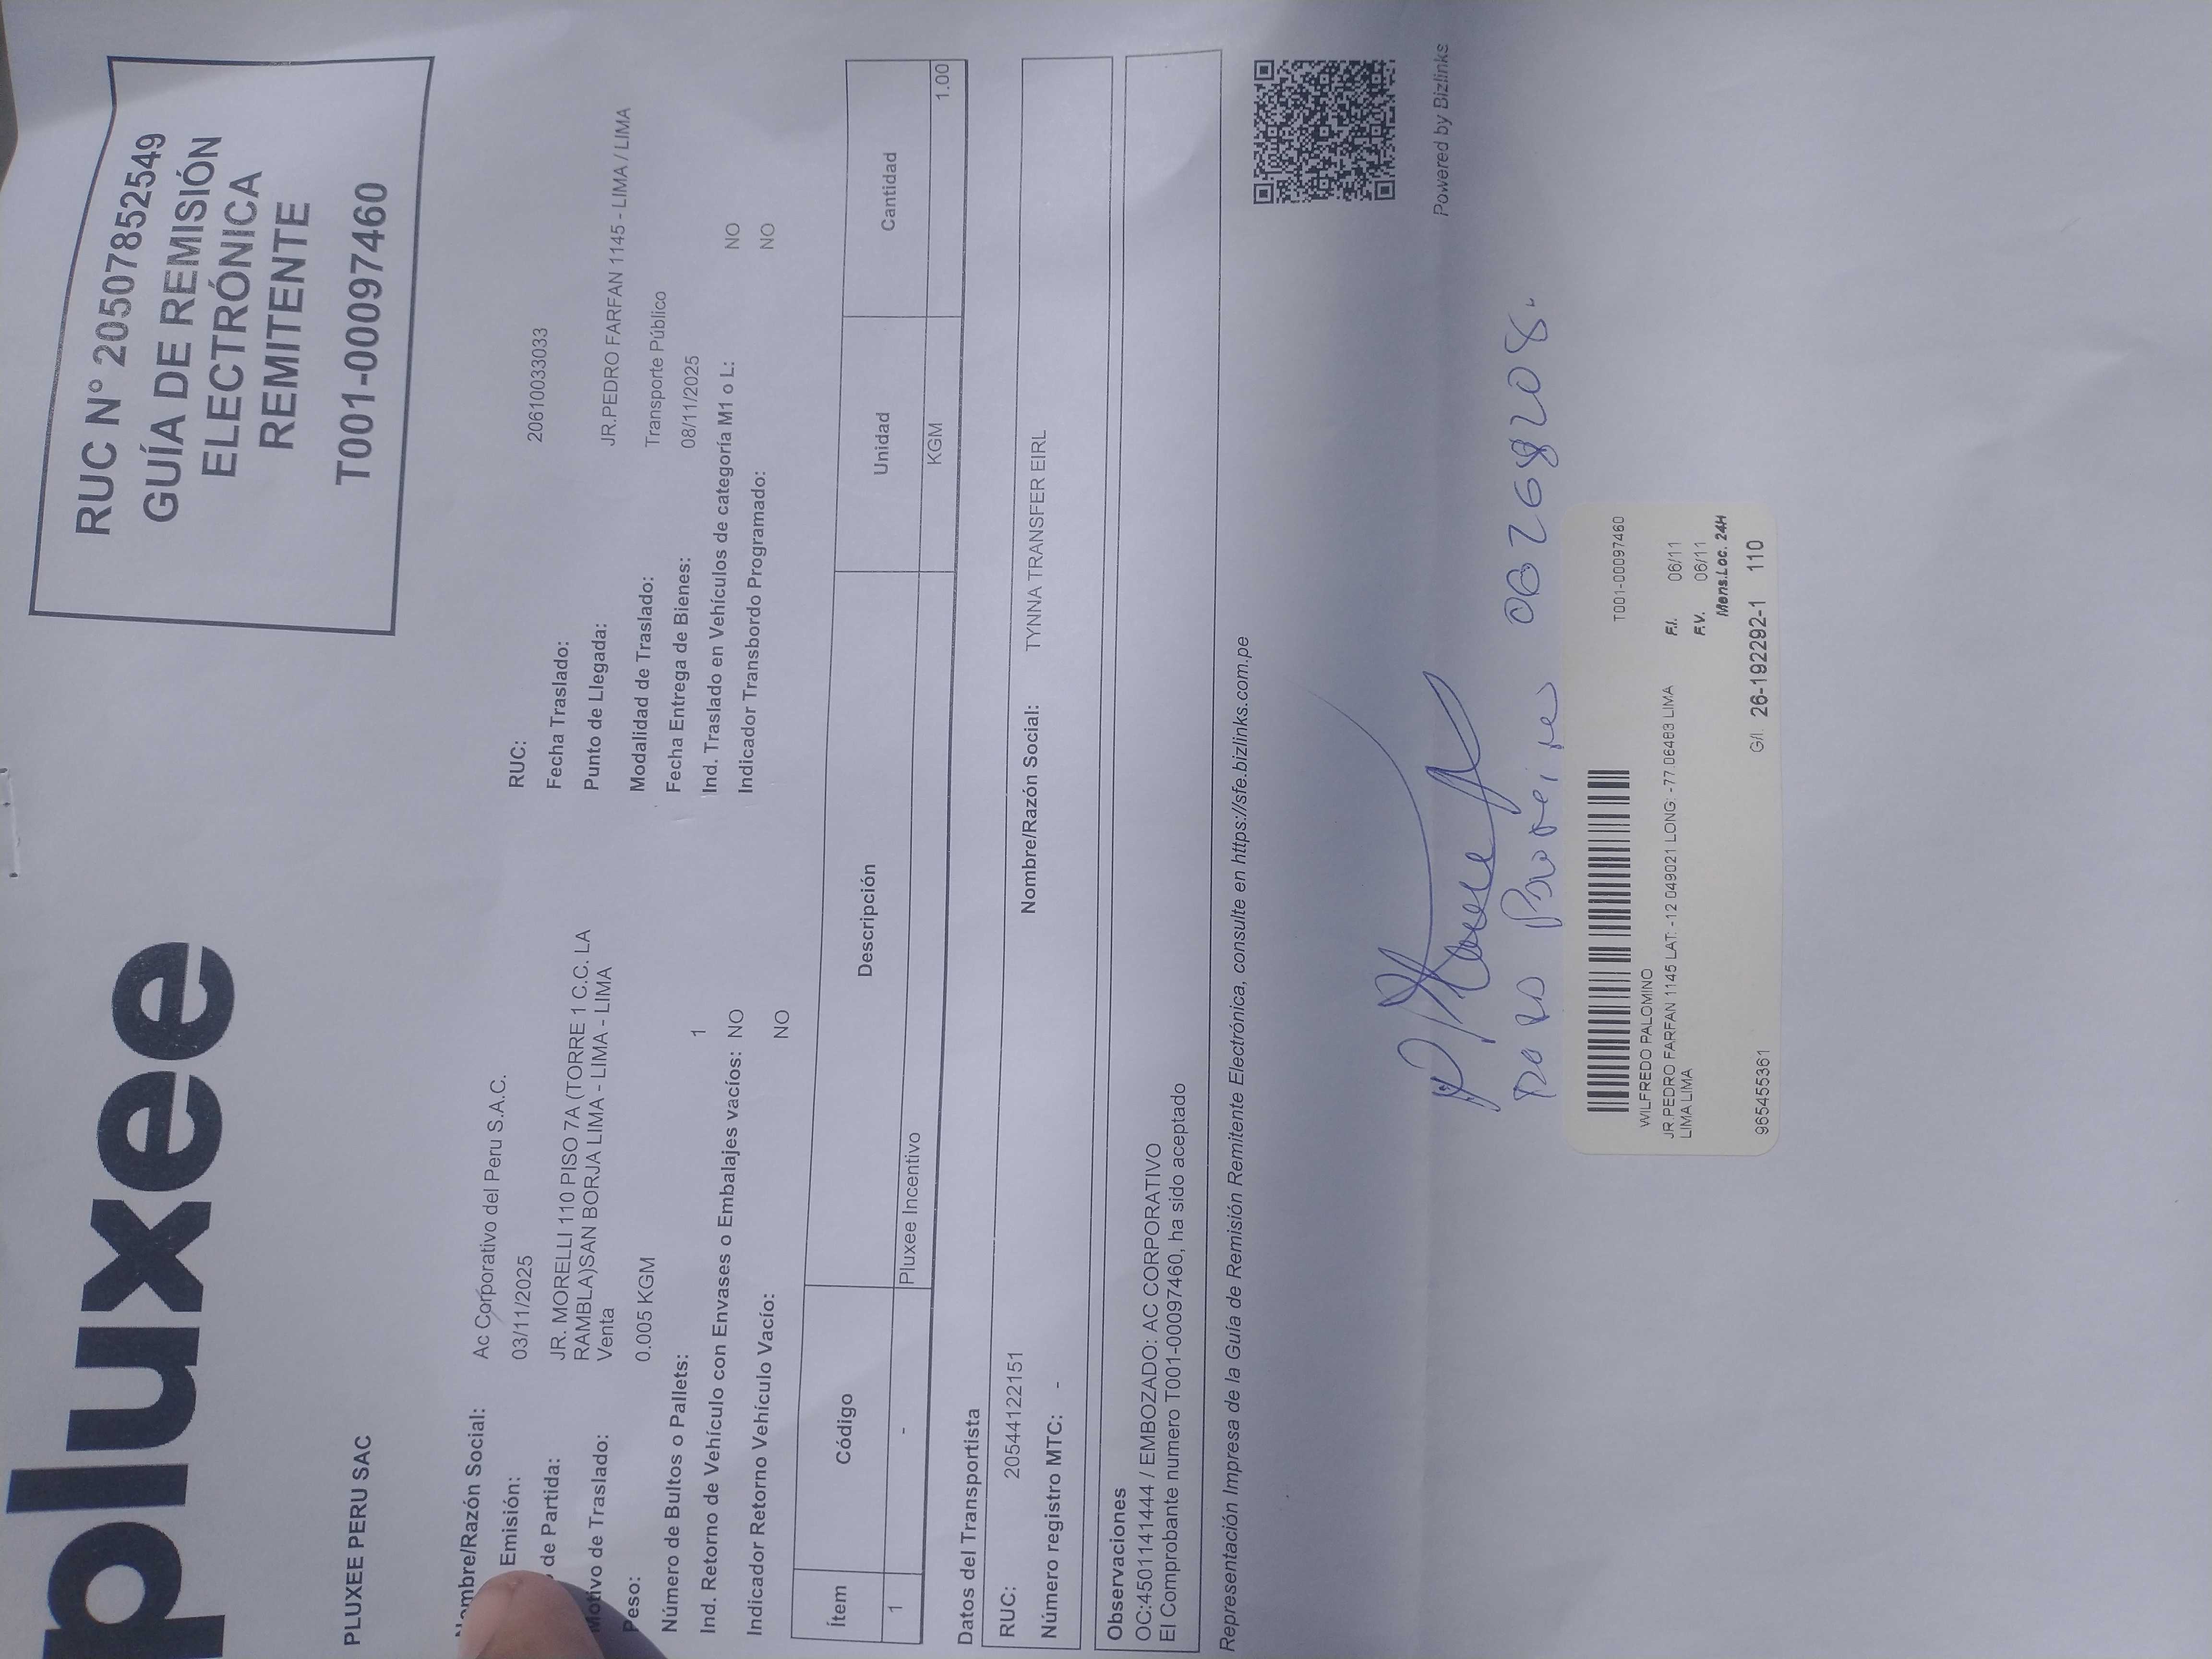 pluxee
RUC N° 20507852549
GUÍA DE REMISIÓN
ELECTRÓNICA
REMITENTE
T001-00097460
PLUXEE PERU SAC
Nombre/Razón Social: Ac Corporativo del Peru S.A.C.
RUC: 20610033033
Emisión: 03/11/2025
Fecha Traslado:
de Partida: JR. MORELLI 110 PISO 7A (TORRE 1 C.C. LA
RAMBLA)SAN BORJA LIMA - LIMA - LIMA
Punto de Llegada: JR.PEDRO FARFAN 1145 - LIMA / LIMA
Motivo de Traslado: Venta
Modalidad de Traslado: Transporte Público
Peso: 0.005 KGM
Fecha Entrega de Bienes: 08/11/2025
Número de Bultos o Pallets: 1
Ind. Traslado en Vehículos de categoría M1 o L: NO
Ind. Retorno de Vehículo con Envases o Embalajes vacíos: NO
Indicador Transbordo Programado: NO
Indicador Retorno Vehículo Vacío: NO
Ítem Código Descripción Unidad Cantidad
1 - Pluxee Incentivo KGM 1.00
Datos del Transportista
RUC: 20544122151 Nombre/Razón Social: TYNNA TRANSFER EIRL
Número registro MTC: -
Observaciones
OC:4501141444 / EMBOZADO: AC CORPORATIVO
El Comprobante numero T001-00097460, ha sido aceptado
Representación Impresa de la Guía de Remisión Remitente Electrónica, consulte en https://sfe.bizlinks.com.pe
Powered by Bizlinks
06268208.
T001-00097460
WILFREDO PALOMINO
JR.PEDRO FARFAN 1145 LAT: -12.049021 LONG: -77.06483 LIMA
LIMA LIMA
F.I. 06/11
F.V. 06/11
Mens.Loc. 24H
965455361 G/I 26-192292-1 110